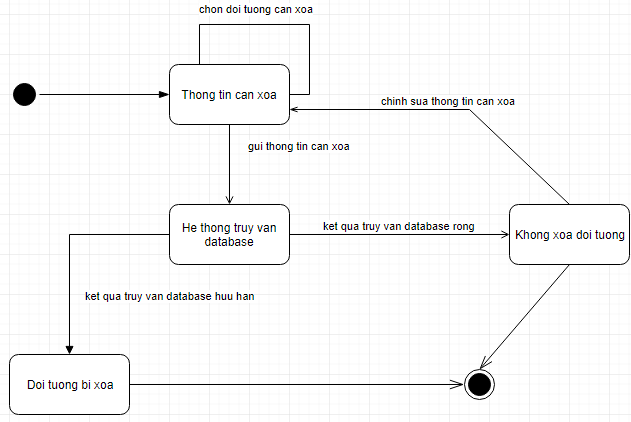 chon doi tuong can xoa
Thong tin can xoa
chinh sua thong tin can xoa
gui thong tin can xoa
He thong truy van
database
ket qua truy van database rong
Khong xoa doi tuong
ket qua truy van database huu han
Doi tuong bi xoa